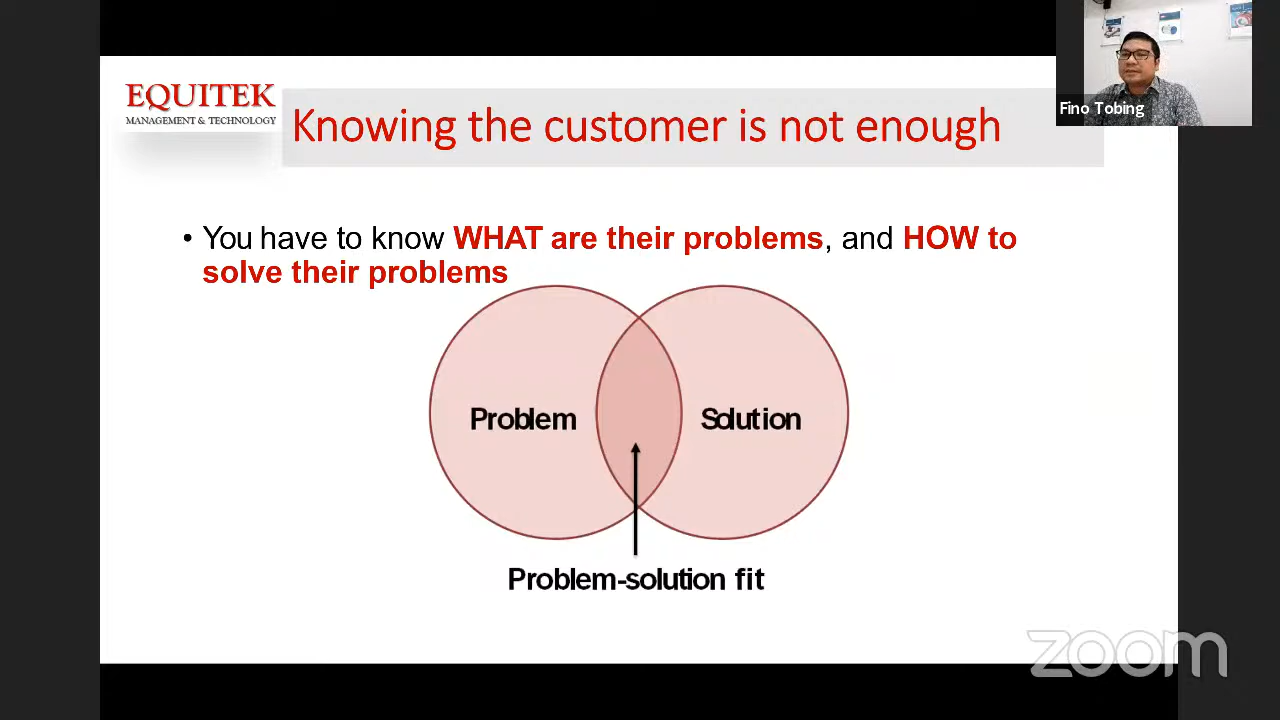 EQUITEK
MANAGEMENT & TECHNOLOGY
Knowing the customer is not enough
Fino Tobing
• You have to know WHAT are their problems, and HOW to
solve their problems
Problem
Solution
Problem-solution fit
zoom